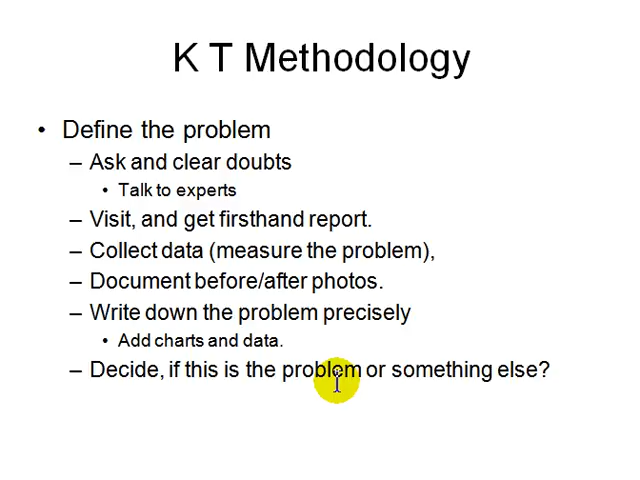 K T Methodology
• Define the problem
– Ask and clear doubts
• Talk to experts
– Visit, and get firsthand report.
– Collect data (measure the problem),
– Document before/after photos.
– Write down the problem precisely
• Add charts and data.
– Decide, if this is the problem or something else?